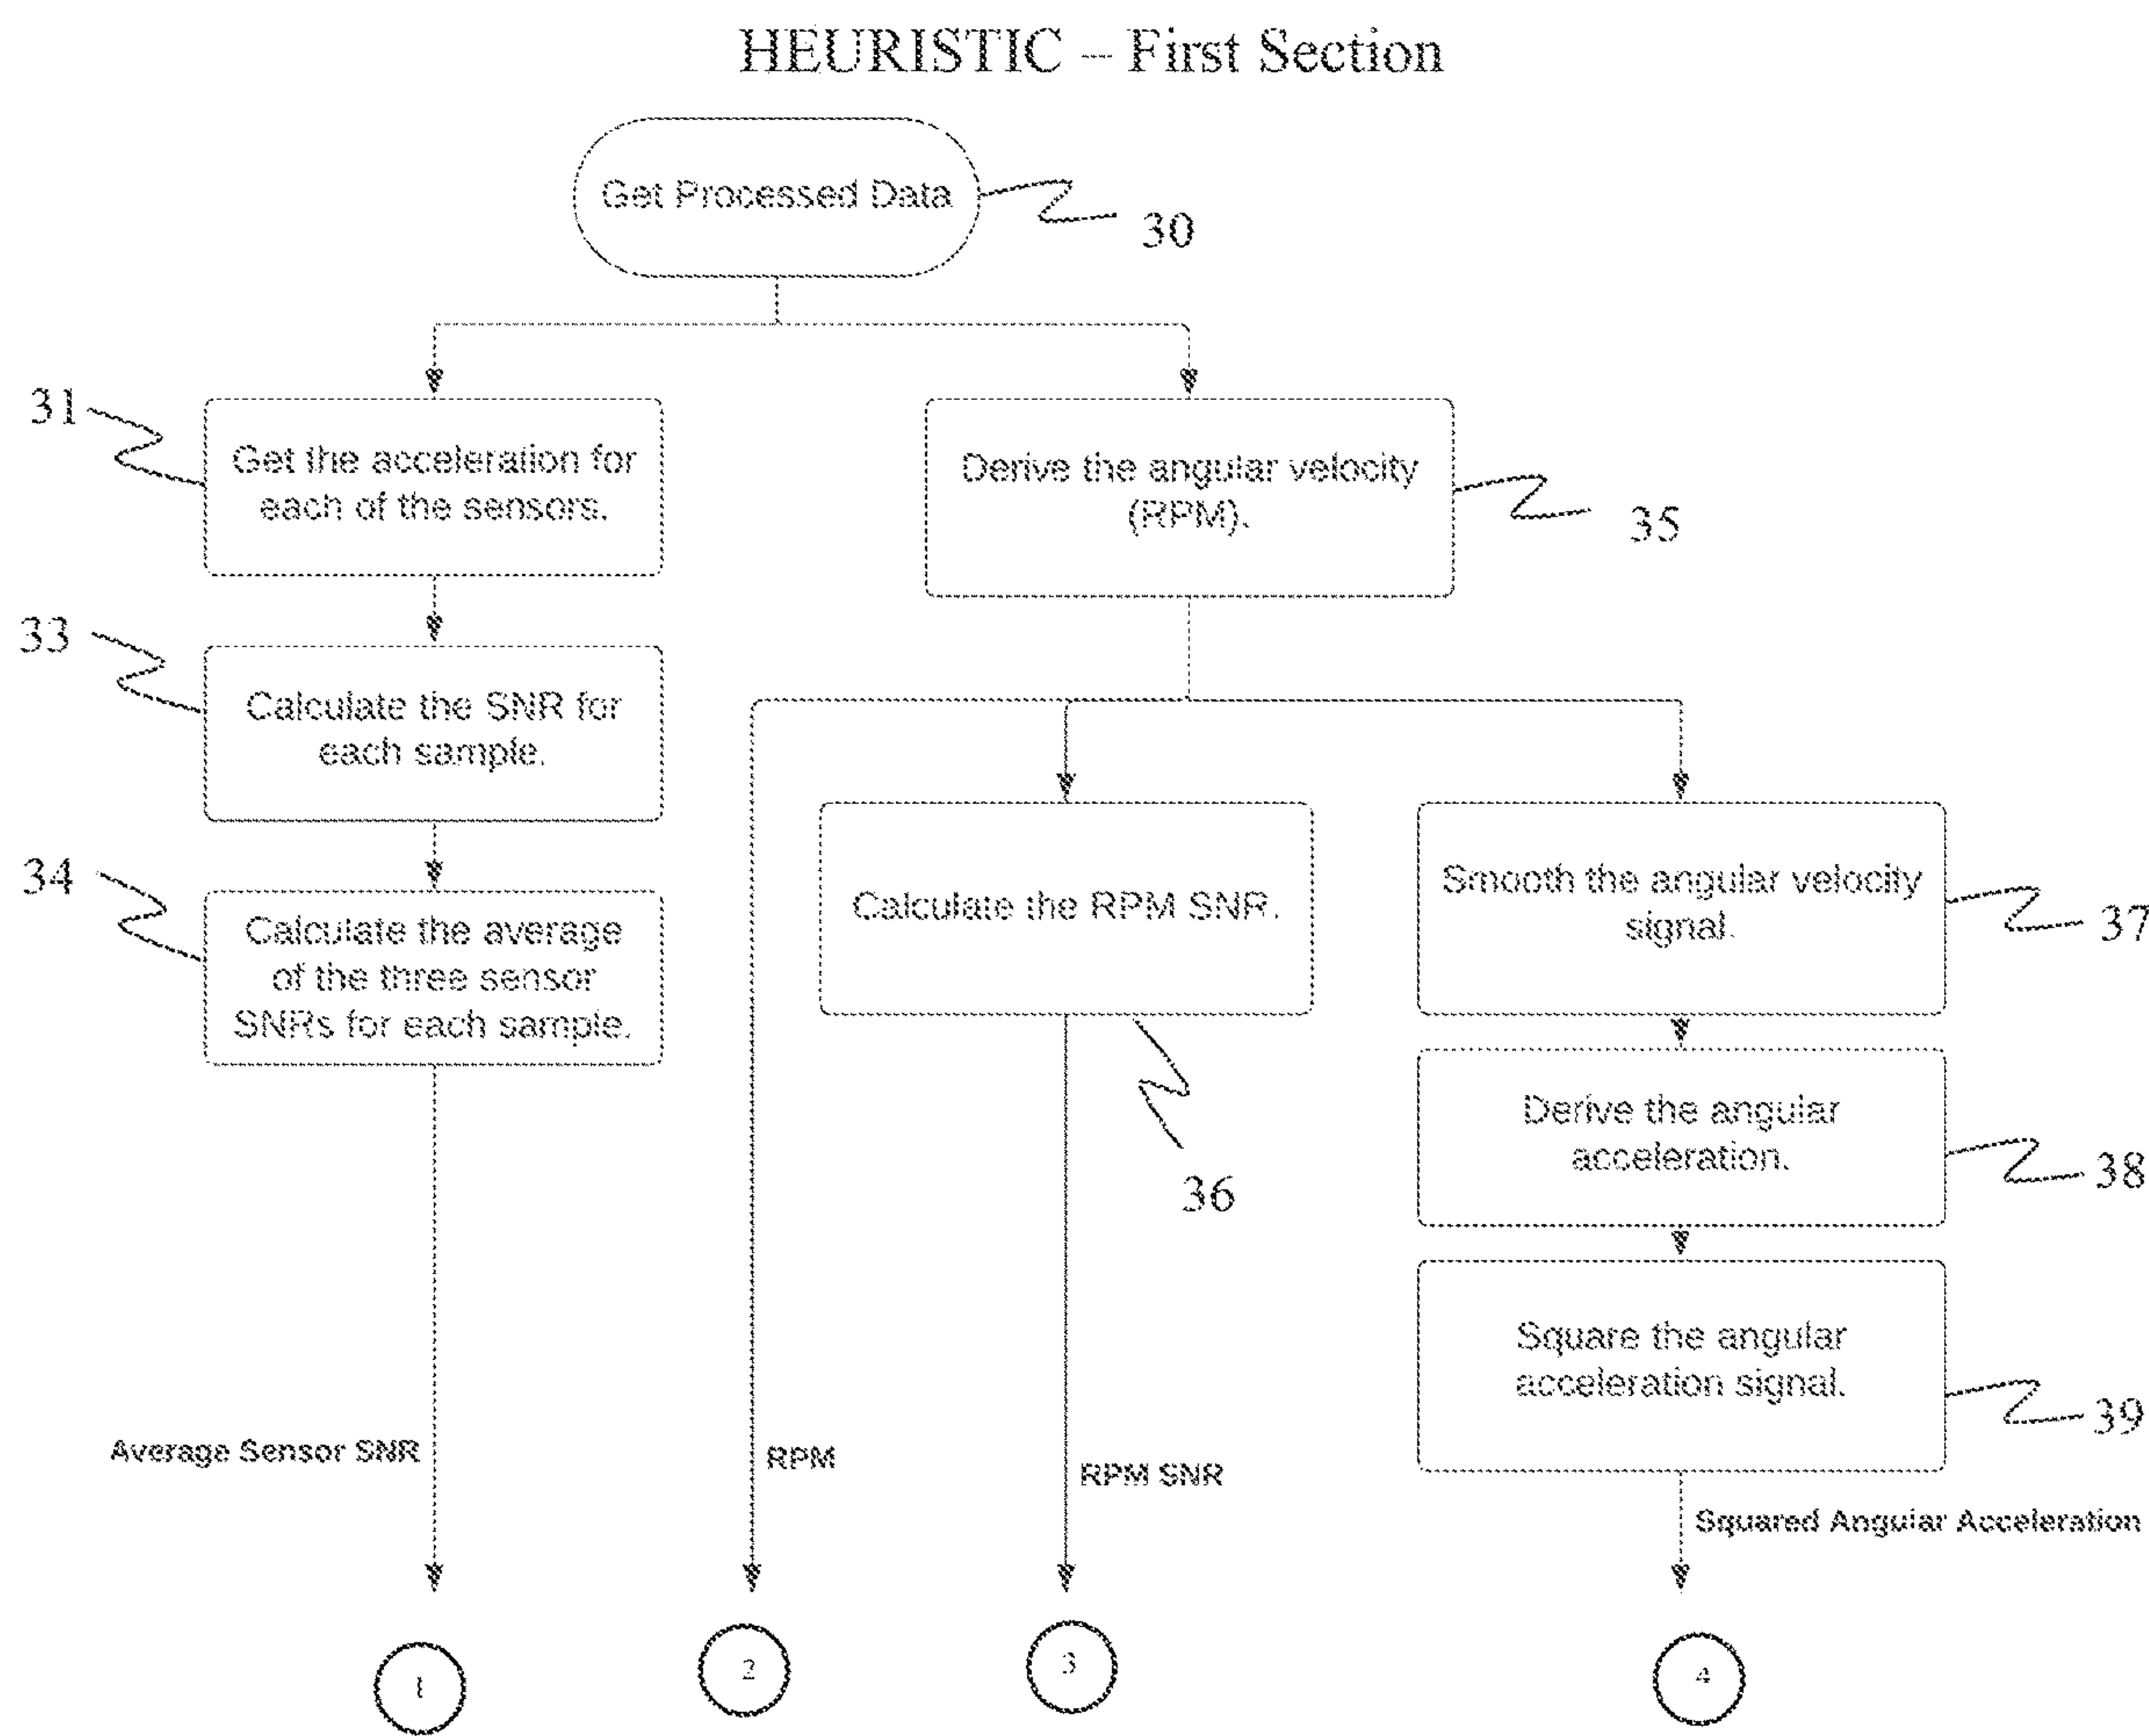 HEURISTIC – First Section
Get Processed Data
30
31
Get the acceleration for
each of the sensors.
Derive the angular velocity
(RPM).
35
33
Calculate the SNR for
each sample.
34
Calculate the average
of the three sensor
SNRs for each sample.
Calculate the RPM SNR.
36
Smooth the angular velocity
signal.
37
Derive the angular
acceleration.
38
Square the angular
acceleration signal.
39
Average Sensor SNR
RPM
RPM SNR
Squared Angular Acceleration
1
2
3
4